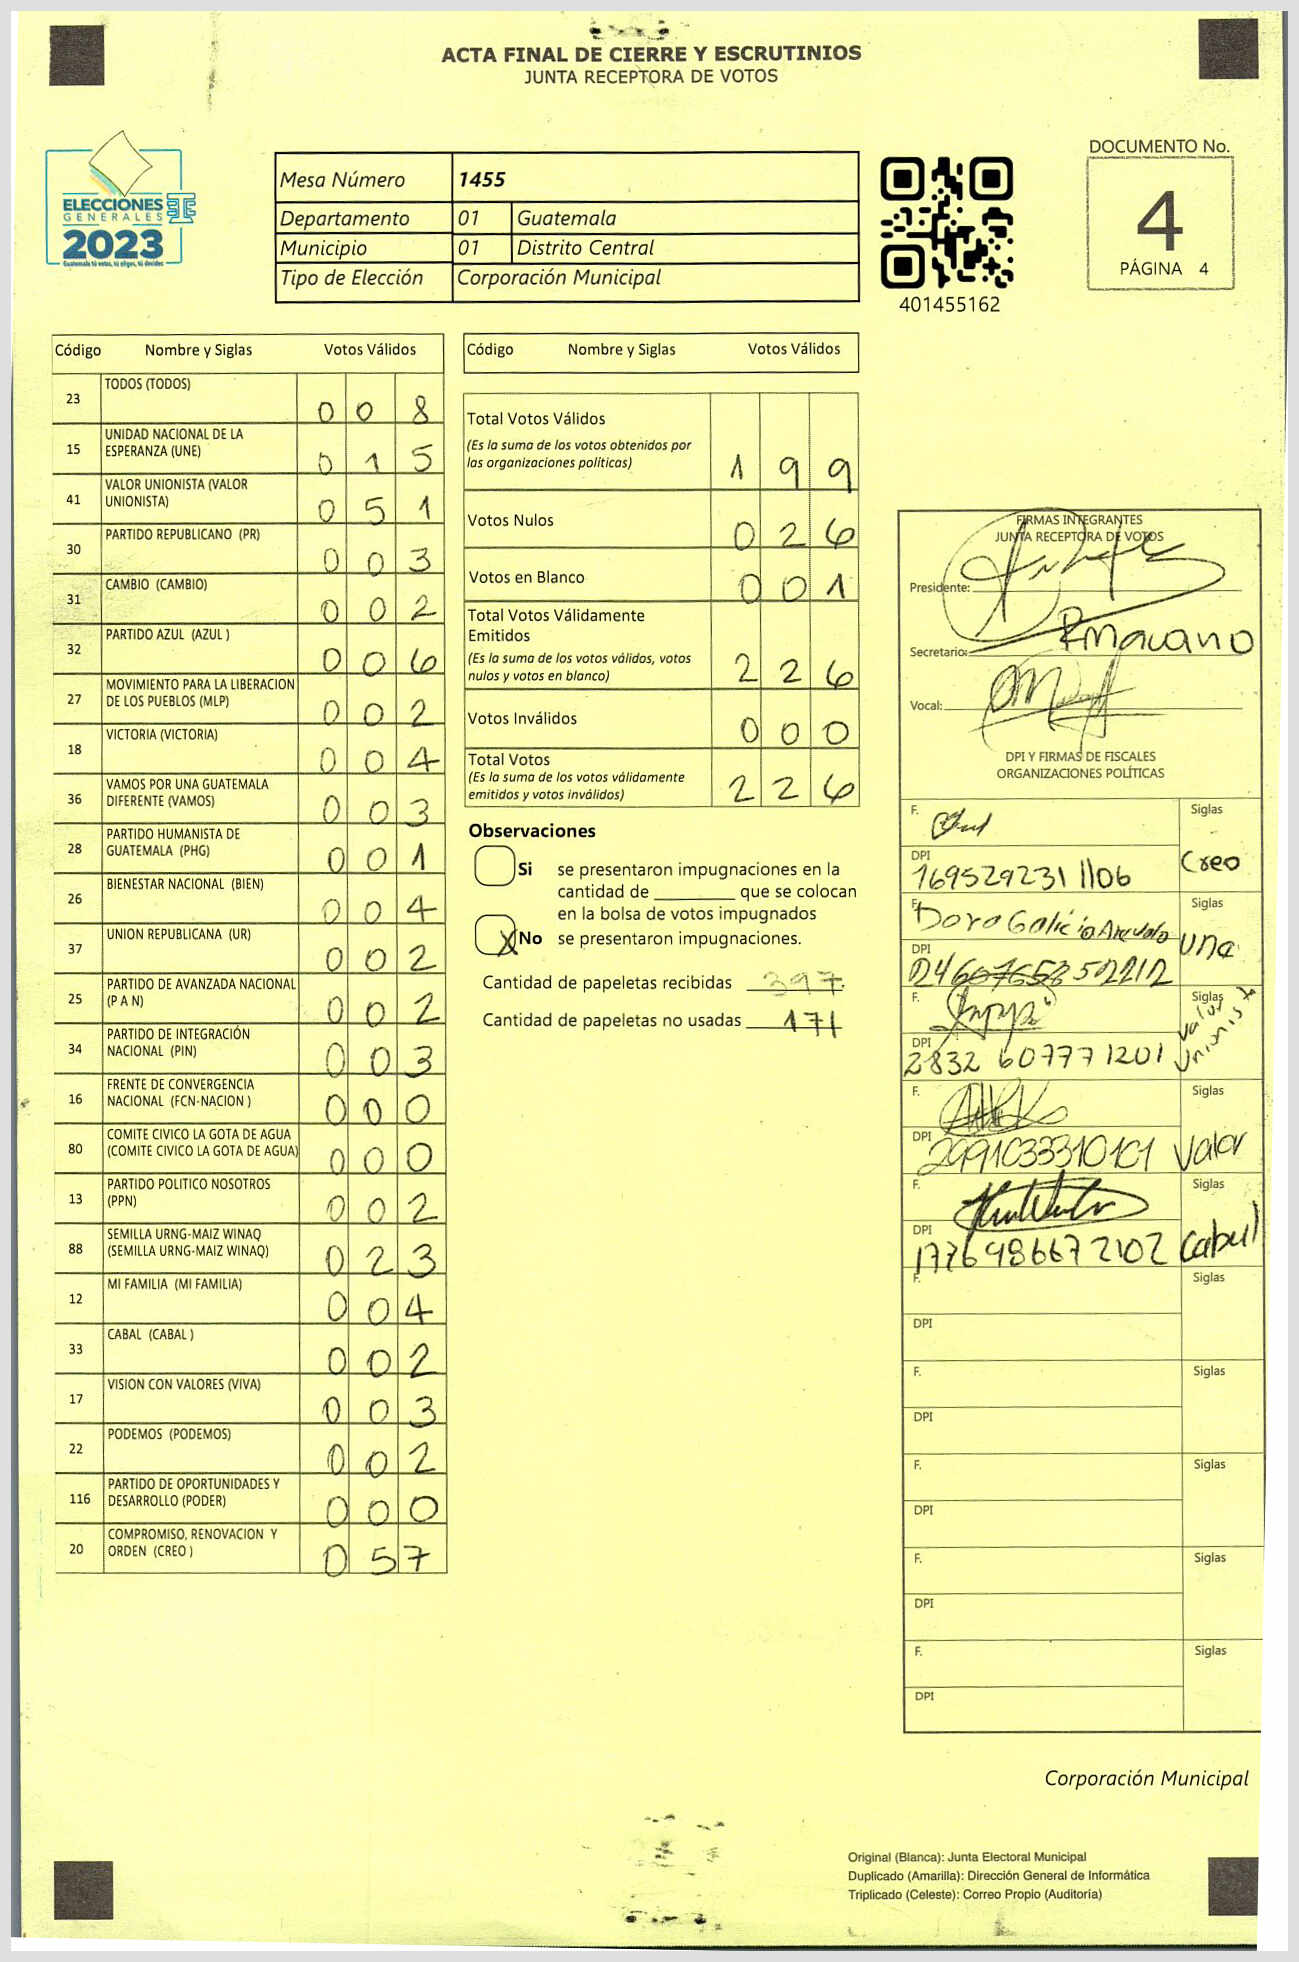 ACTA FINAL DE CIERRE Y ESCRUTINIOS
JUNTA RECEPTORA DE VOTOS
DOCUMENTO No.
4
PÁGINA 4
ELECCIONES
GENERALES
2023
Guatemala tú votas, tú eliges, tú decides
Mesa Número 1455
Departamento 01 Guatemala
Municipio 01 Distrito Central
Tipo de Elección Corporación Municipal
401455162
Código Nombre y Siglas Votos Válidos
23 TODOS (TODOS) 0 0 8
15 UNIDAD NACIONAL DE LA
ESPERANZA (UNE) 0 1 5
41 VALOR UNIONISTA (VALOR
UNIONISTA) 0 5 1
30 PARTIDO REPUBLICANO (PR) 0 0 3
31 CAMBIO (CAMBIO) 0 0 2
32 PARTIDO AZUL (AZUL ) 0 0 6
27 MOVIMIENTO PARA LA LIBERACION
DE LOS PUEBLOS (MLP) 0 0 2
18 VICTORIA (VICTORIA) 0 0 4
36 VAMOS POR UNA GUATEMALA
DIFERENTE (VAMOS) 0 0 3
28 PARTIDO HUMANISTA DE
GUATEMALA (PHG) 0 0 1
26 BIENESTAR NACIONAL (BIEN) 0 0 4
37 UNION REPUBLICANA (UR) 0 0 2
25 PARTIDO DE AVANZADA NACIONAL
(P A N) 0 0 2
34 PARTIDO DE INTEGRACIÓN
NACIONAL (PIN) 0 0 3
16 FRENTE DE CONVERGENCIA
NACIONAL (FCN-NACION ) 0 0 0
80 COMITE CIVICO LA GOTA DE AGUA
(COMITE CIVICO LA GOTA DE AGUA) 0 0 0
13 PARTIDO POLITICO NOSOTROS
(PPN) 0 0 2
88 SEMILLA URNG-MAIZ WINAQ
(SEMILLA URNG-MAIZ WINAQ) 0 2 3
12 MI FAMILIA (MI FAMILIA) 0 0 4
33 CABAL (CABAL ) 0 0 2
17 VISION CON VALORES (VIVA) 0 0 3
22 PODEMOS (PODEMOS) 0 0 2
116 PARTIDO DE OPORTUNIDADES Y
DESARROLLO (PODER) 0 0 0
20 COMPROMISO, RENOVACION Y
ORDEN (CREO ) 0 5 7
Código Nombre y Siglas Votos Válidos
Total Votos Válidos
(Es la suma de los votos obtenidos por
las organizaciones políticas) 1 9 9
Votos Nulos 0 2 6
Votos en Blanco 0 0 1
Total Votos Válidamente
Emitidos
(Es la suma de los votos válidos, votos
nulos y votos en blanco) 2 2 6
Votos Inválidos 0 0 0
Total Votos
(Es la suma de los votos válidamente
emitidos y votos inválidos) 2 2 6
Observaciones
Si se presentaron impugnaciones en la
cantidad de ________ que se colocan
en la bolsa de votos impugnados
X No se presentaron impugnaciones.
Cantidad de papeletas recibidas 397
Cantidad de papeletas no usadas 171
FIRMAS INTEGRANTES
JUNTA RECEPTORA DE VOTOS
Presidente:
Secretario:
Vocal:
DPI Y FIRMAS DE FISCALES
ORGANIZACIONES POLÍTICAS
F. Siglas
DPI Creo
169529231 1106
F. Dora Siglas
DPI Une
F. Siglas
DPI Valor Unionista
2832 60777 1201
F. Siglas
DPI Valor
F. Siglas
DPI
F. Siglas
DPI
F. Siglas
DPI
F. Siglas
DPI
F. Siglas
DPI
F. Siglas
DPI
Corporación Municipal
Original (Blanca): Junta Electoral Municipal
Duplicado (Amarilla): Dirección General de Informática
Triplicado (Celeste): Correo Propio (Auditoría)